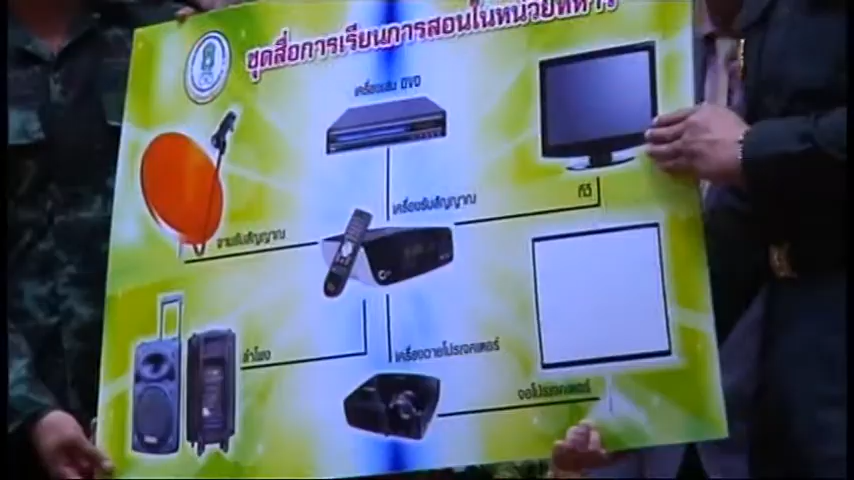 ชุดสื่อการเรียนการสอนในหน่วยทหาร
เครื่องเล่น DVD
ทีวี
เครื่องรับสัญญาณ
จานรับสัญญาณ
ลำโพง
เครื่องฉายโปรเจคเตอร์
จอโปรเจคเตอร์